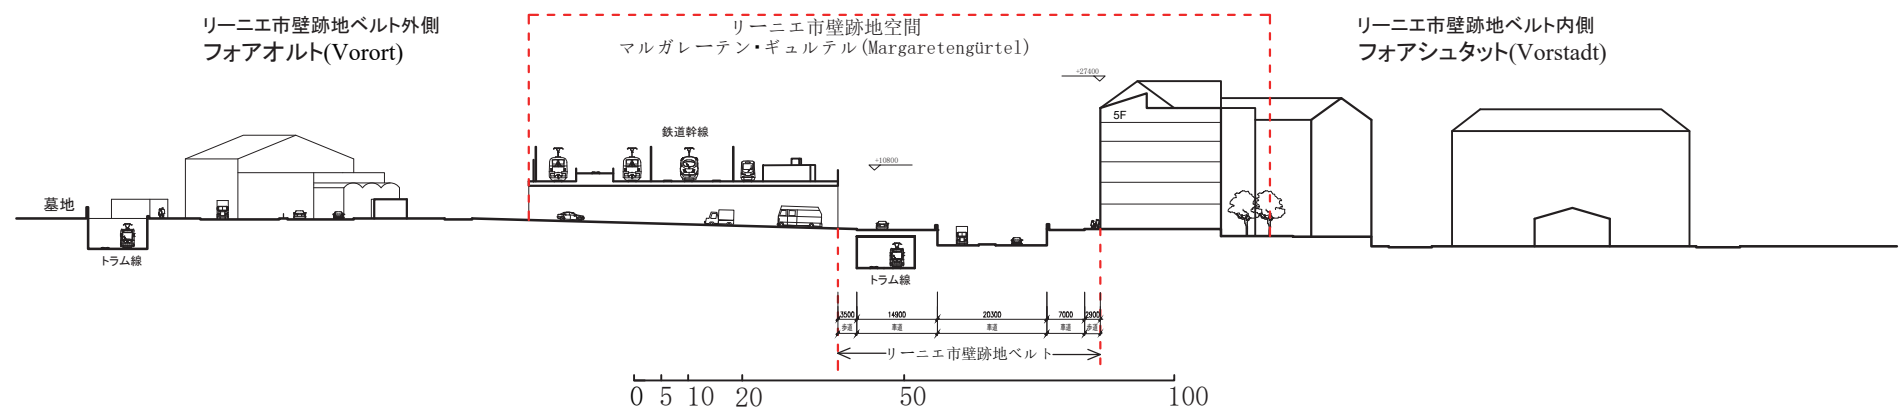 リーニエ市壁跡地ベルト外側
フォアオルト(Vorort)
リーニエ市壁跡地空間
マルガレーテン・ギュルテル(Margaretengürtel)
リーニエ市壁跡地ベルト内側
フォアシュタット(Vorstadt)
+27400
5F
鉄道幹線
+10800
墓地
トラム線
トラム線
3500 14900 20300 7000 2900
歩道 車道 車道 車道 歩道
リーニエ市壁跡地ベルト
0 5 10 20 50 100